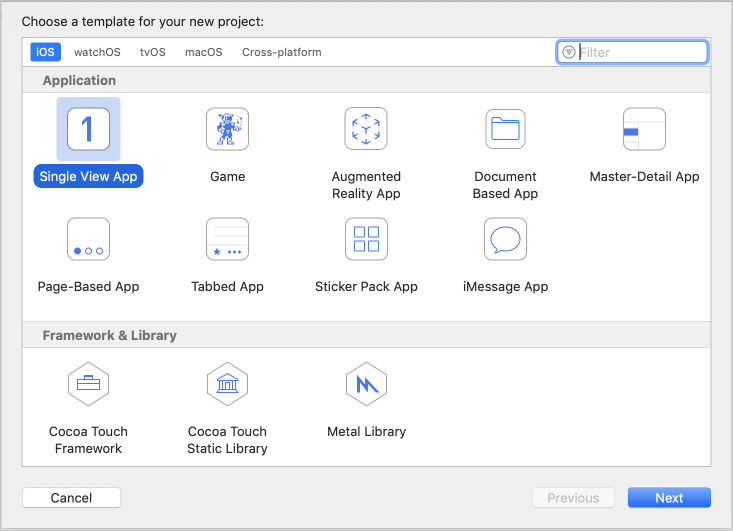 Choose a template for your new project:
iOS watchOS tvOS macOS Cross-platform Filter
Application
1
Single View App Game Augmented Reality App Document Based App Master-Detail App
Page-Based App Tabbed App Sticker Pack App iMessage App
Framework & Library
Cocoa Touch Framework Cocoa Touch Static Library Metal Library
Cancel Previous Next